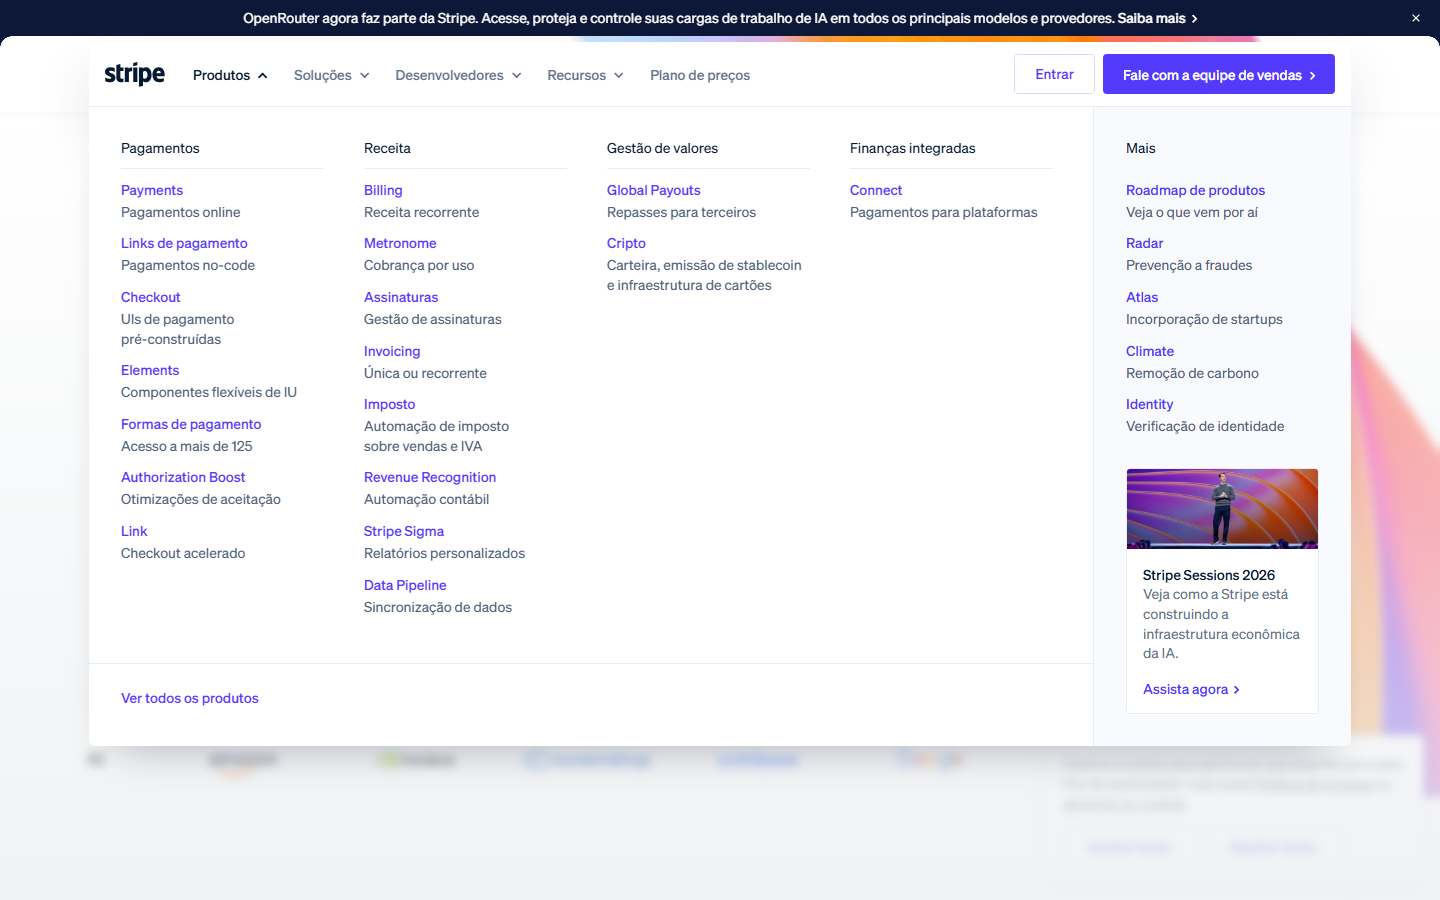 OpenRouter agora faz parte da Stripe. Acesse, proteja e controle suas cargas de trabalho de IA em todos os principais modelos e provedores. Saiba mais
stripe
Produtos
Soluções
Desenvolvedores
Recursos
Plano de preços
Entrar
Fale com a equipe de vendas
Pagamentos
Payments
Pagamentos online
Links de pagamento
Pagamentos no-code
Checkout
UIs de pagamento
pré-construídas
Elements
Componentes flexíveis de IU
Formas de pagamento
Acesso a mais de 125
Authorization Boost
Otimizações de aceitação
Link
Checkout acelerado
Receita
Billing
Receita recorrente
Metronome
Cobrança por uso
Assinaturas
Gestão de assinaturas
Invoicing
Única ou recorrente
Imposto
Automação de imposto
sobre vendas e IVA
Revenue Recognition
Automação contábil
Stripe Sigma
Relatórios personalizados
Data Pipeline
Sincronização de dados
Gestão de valores
Global Payouts
Repasses para terceiros
Cripto
Carteira, emissão de stablecoin
e infraestrutura de cartões
Finanças integradas
Connect
Pagamentos para plataformas
Ver todos os produtos
Mais
Roadmap de produtos
Veja o que vem por aí
Radar
Prevenção a fraudes
Atlas
Incorporação de startups
Climate
Remoção de carbono
Identity
Verificação de identidade
Stripe Sessions 2026
Veja como a Stripe está
construindo a
infraestrutura econômica
da IA.
Assista agora